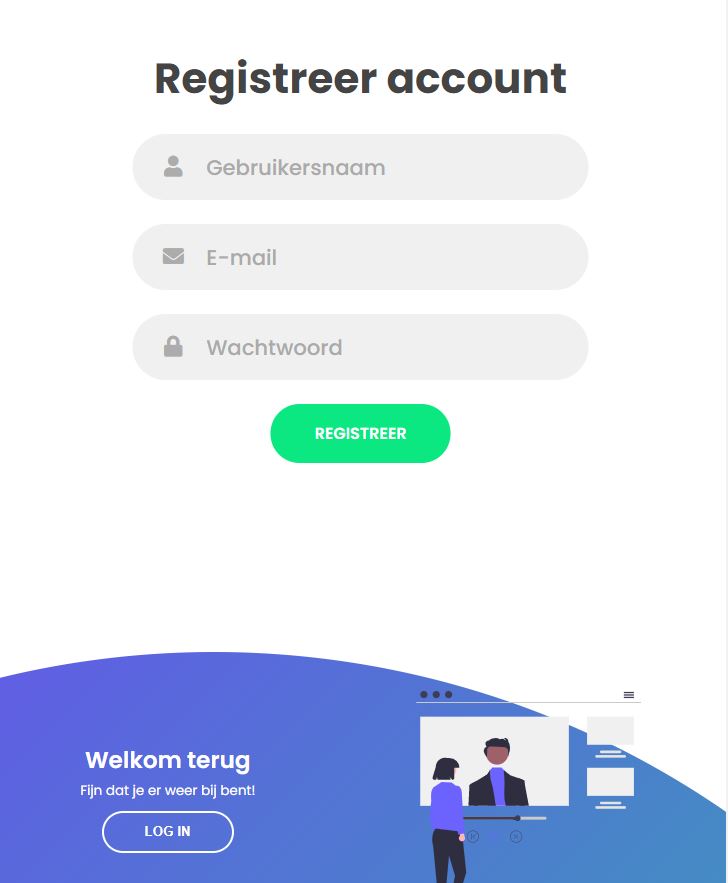 Registreer account
Gebruikersnaam
E-mail
Wachtwoord
REGISTREER
Welkom terug
Fijn dat je er weer bij bent!
LOG IN